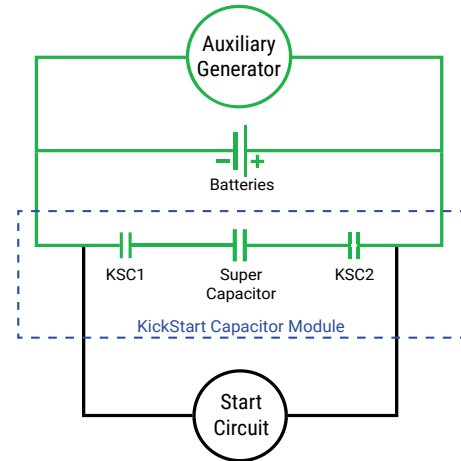 Auxiliary
Generator
− +
Batteries
KSC1
Super
Capacitor
KSC2
KickStart Capacitor Module
Start
Circuit